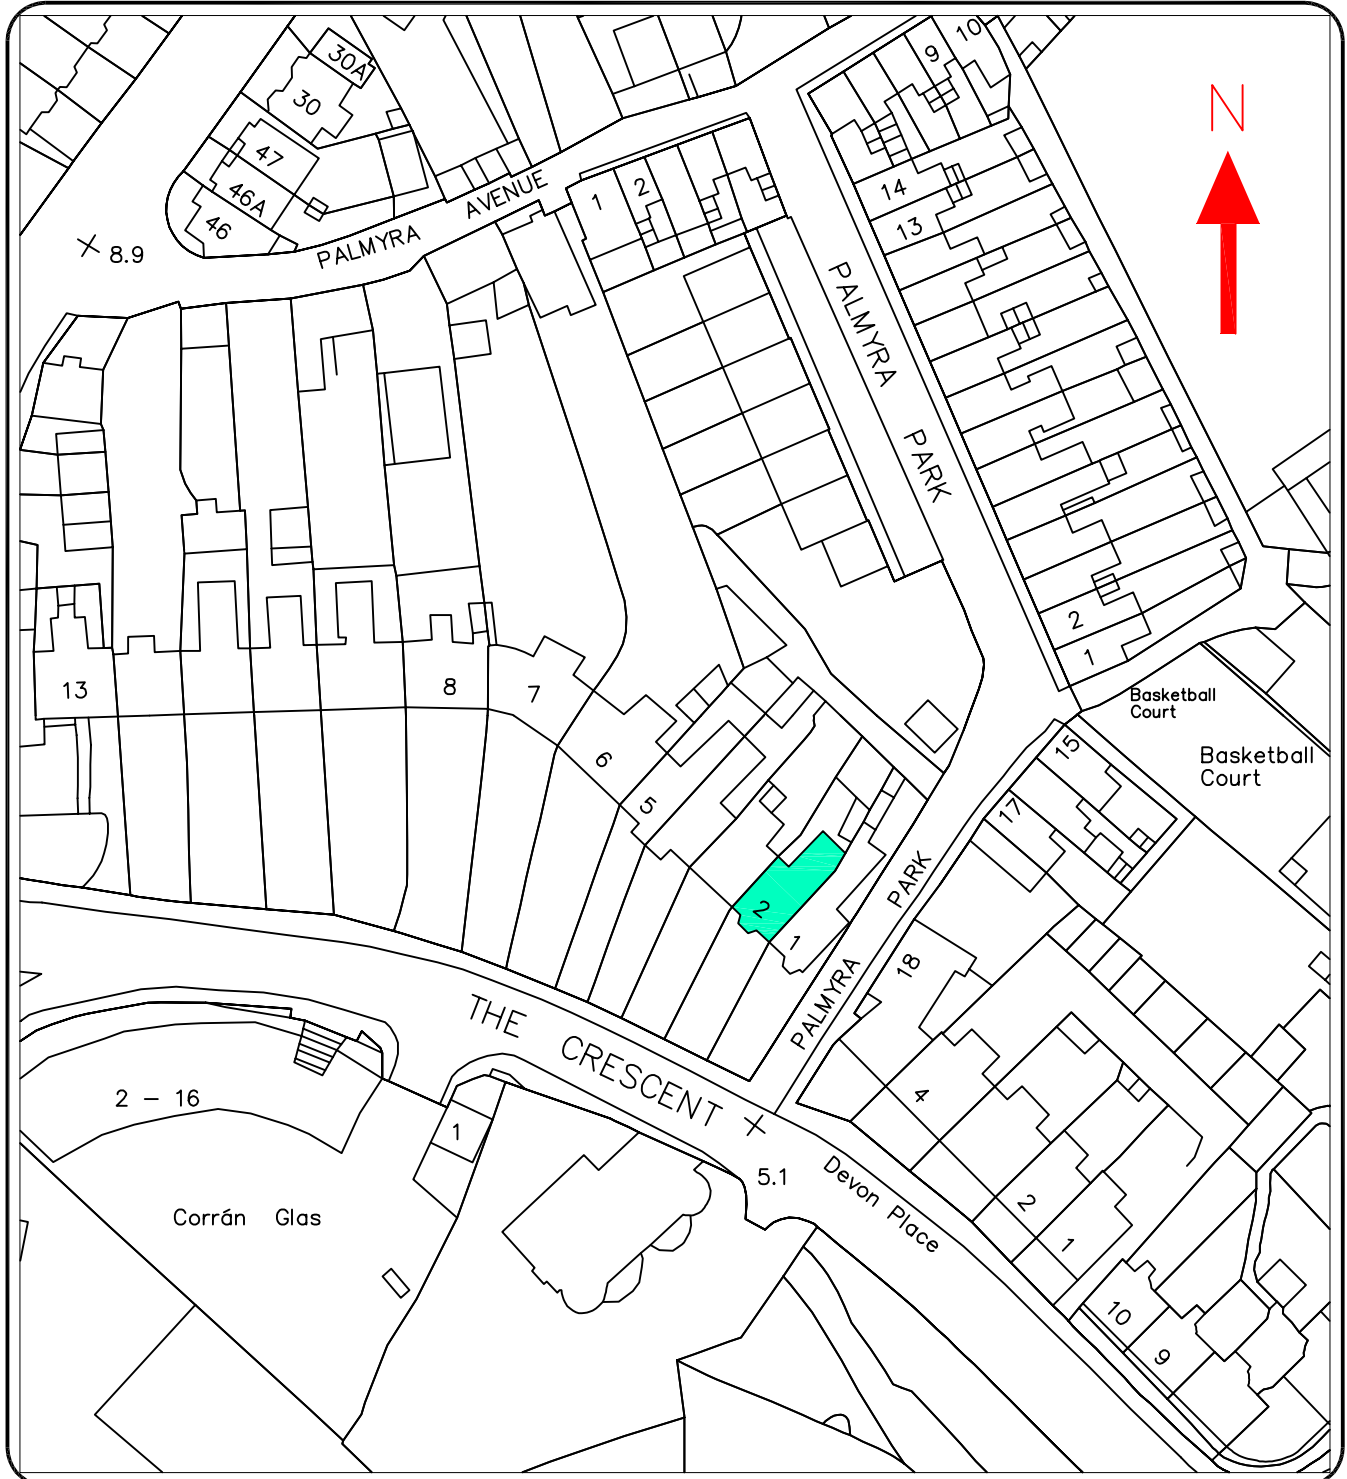 30A
9
10
30
N
47
14
46A
2
1
AVENUE
46
13
PALMYRA
8.9
PALMYRA
PARK
2
1
13
8
7
Basketball
Court
6
15
Basketball
Court
5
17
PARK
2
1
18
PALMYRA
THE CRESCENT
4
2 – 16
1
5.1
Devon Place
2
Corrán Glas
1
10
9